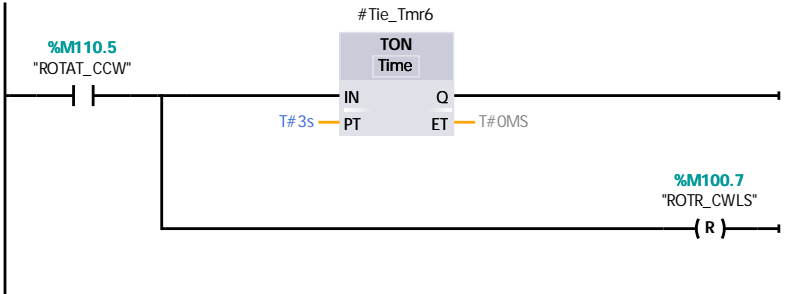 #Tie_Tmr6
%M110.5
TON
"ROTAT_CCW"
Time
IN
Q
T#3s
PT
ET
T#0MS
%M100.7
"ROTR_CWLS"
R